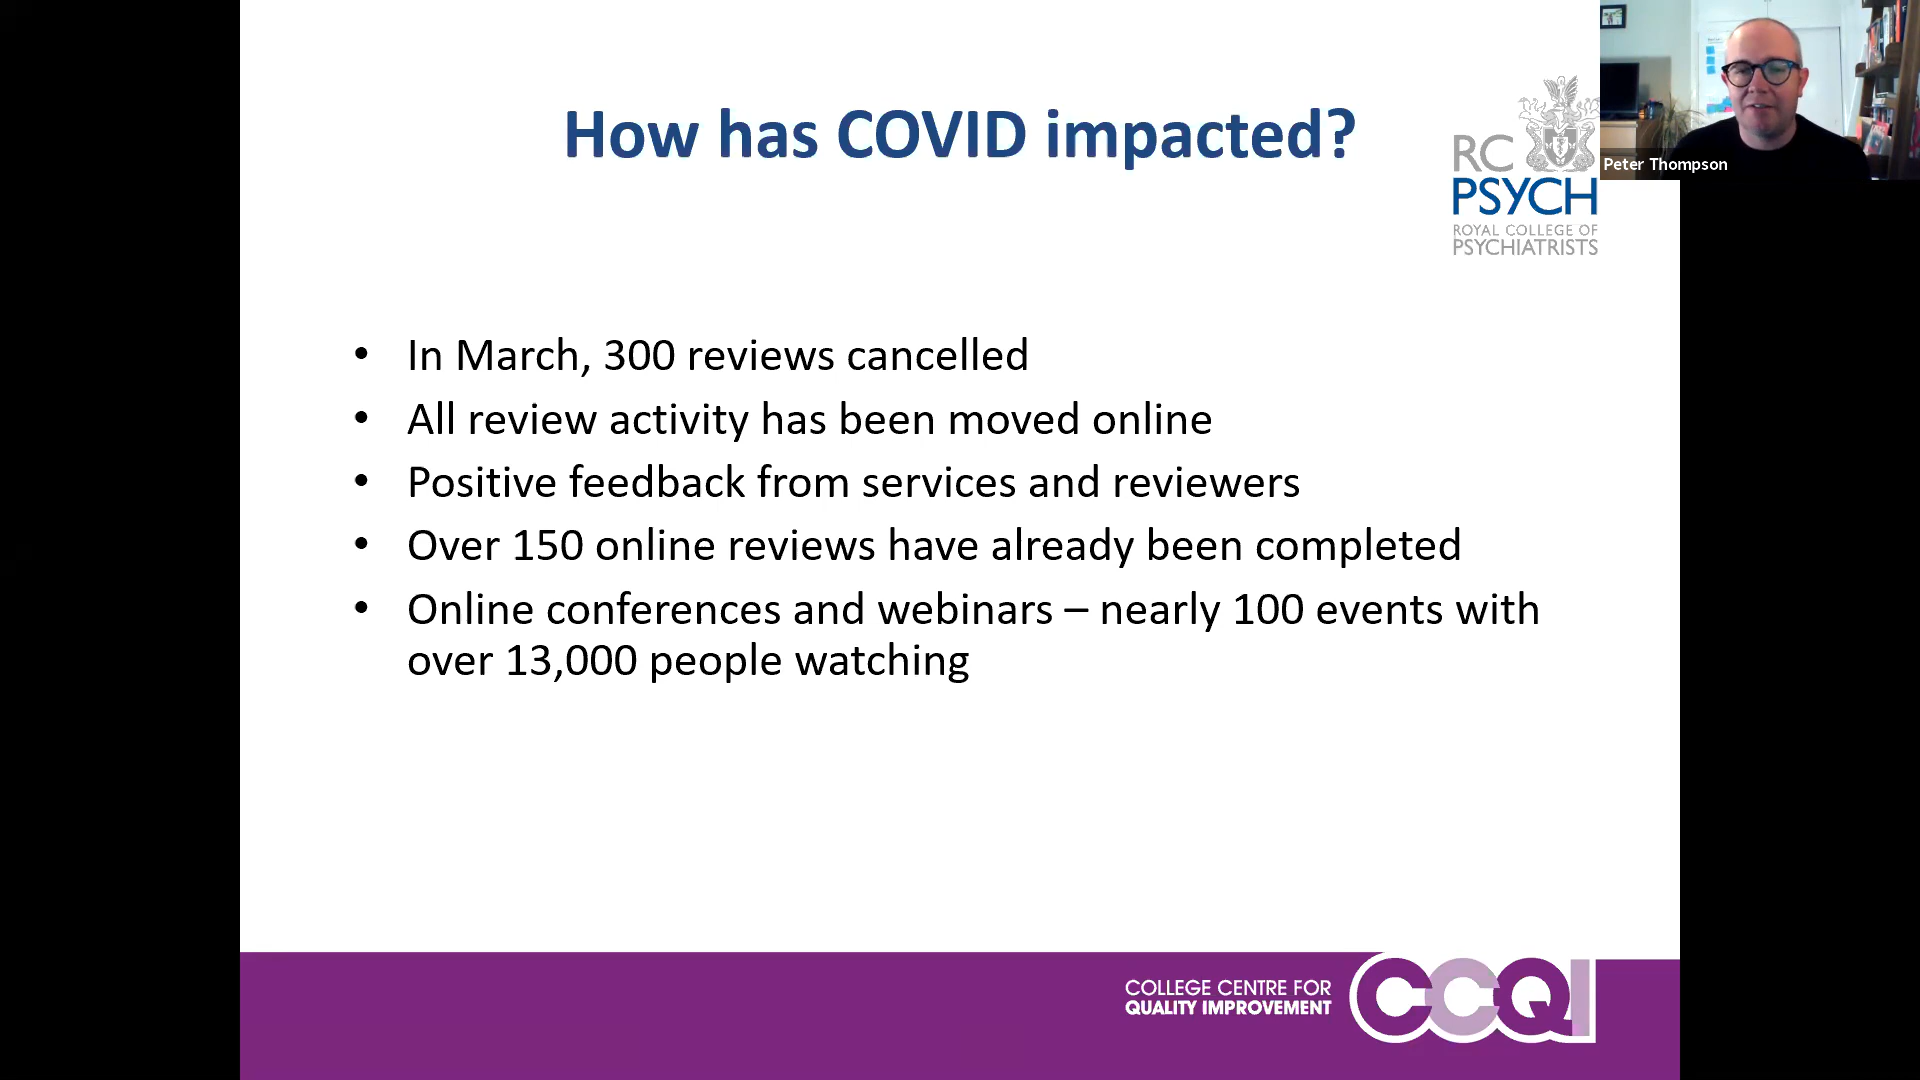 How has COVID impacted?
RC
PSYCH
ROYAL COLLEGE OF
PSYCHIATRISTS
Peter Thompson
• In March, 300 reviews cancelled
• All review activity has been moved online
• Positive feedback from services and reviewers
• Over 150 online reviews have already been completed
• Online conferences and webinars – nearly 100 events with
over 13,000 people watching
COLLEGE CENTRE FOR
QUALITY IMPROVEMENT
CCQI